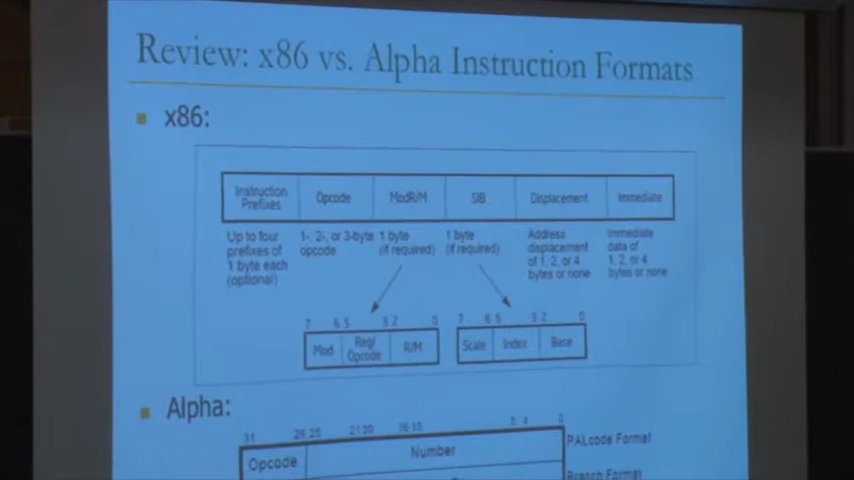 Review: x86 vs. Alpha Instruction Formats
x86:
Instruction Prefixes
Opcode
ModR/M
SIB
Displacement
Immediate
Up to four prefixes of 1 byte each (optional)
1-, 2-, or 3-byte opcode
1 byte (if required)
1 byte (if required)
Address displacement of 1, 2, or 4 bytes or none
Immediate data of 1, 2, or 4 bytes or none
7 6 5 3 2 0
Mod
Reg/ Opcode
R/M
7 6 5 3 2 0
Scale
Index
Base
Alpha:
31 26 25 21 20 16 15 5 4 0
Opcode
Number
PALcode Format
Branch Format